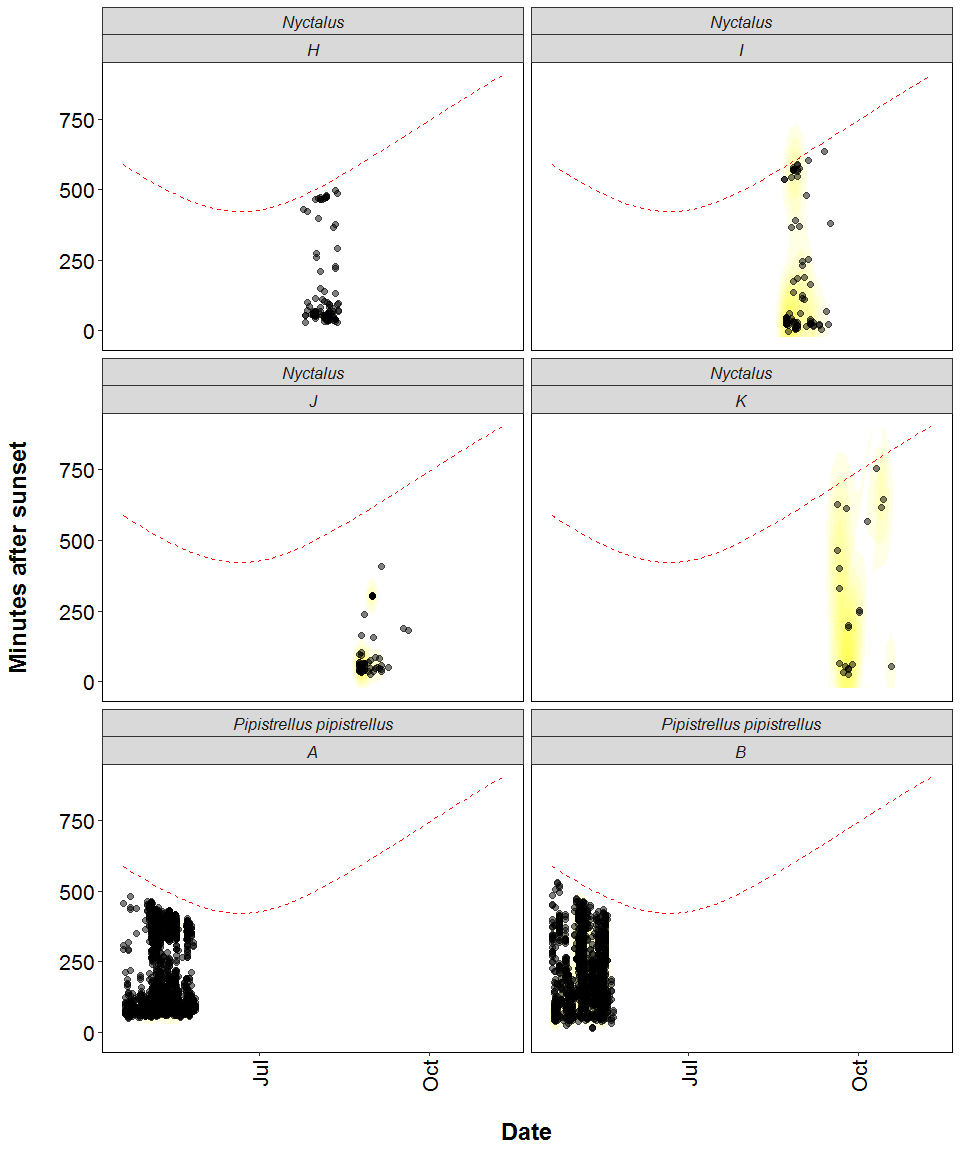 Nyctalus Nyctalus
H I
750
500
250
0
Nyctalus Nyctalus
J K
750
500
250
0
Minutes after sunset
Pipistrellus pipistrellus Pipistrellus pipistrellus
A B
750
500
250
0
Jul Oct Jul Oct
Date